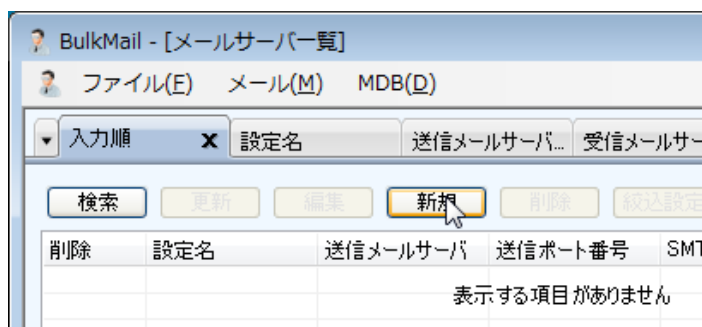 BulkMail - [メールサーバ一覧]
ファイル(F) メール(M) MDB(D)
入力順 X 設定名 送信メールサーバ... 受信メールサー
検索 更新 編集 新規 削除 絞込設定
削除 設定名 送信メールサーバ 送信ポート番号 SMT
表示する項目がありません